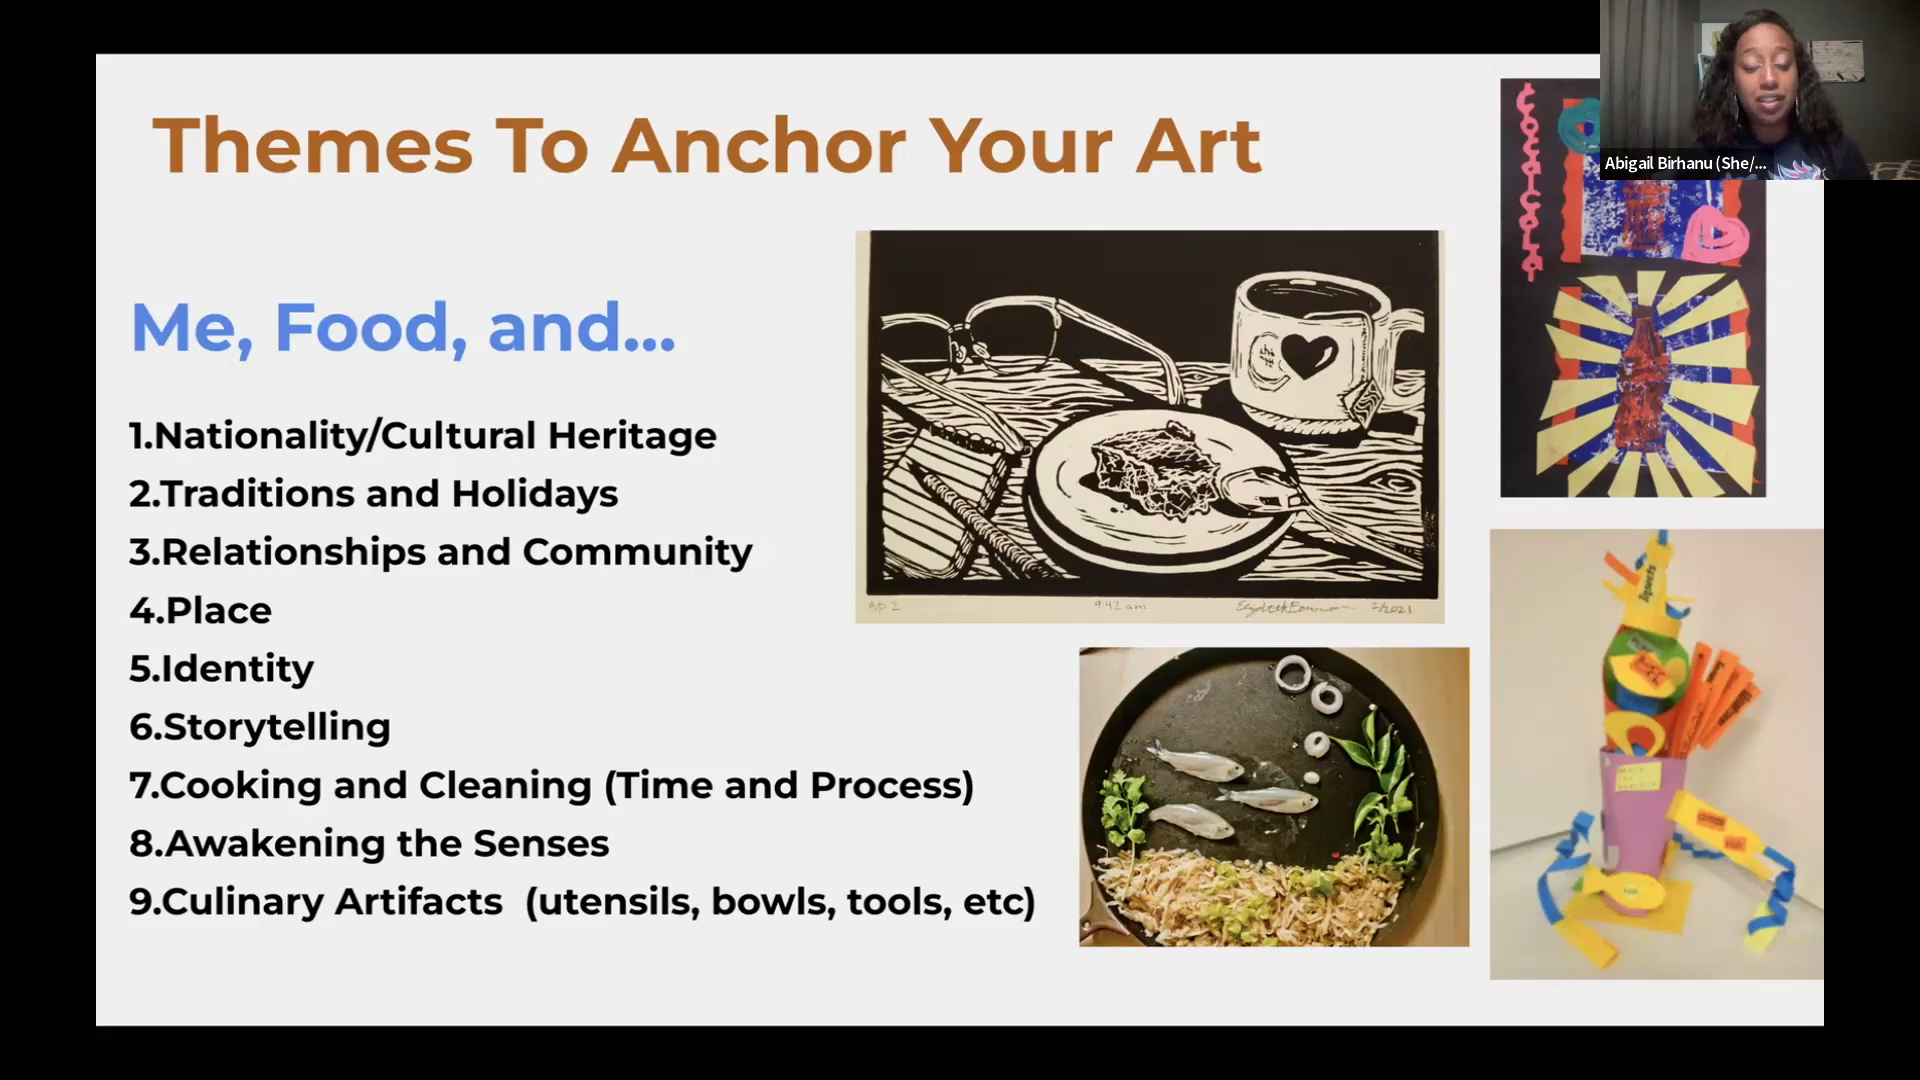 Themes To Anchor Your Art
Abigail Birhanu (She/...
Me, Food, and...
1.Nationality/Cultural Heritage
2.Traditions and Holidays
3.Relationships and Community
4.Place
5.Identity
6.Storytelling
7.Cooking and Cleaning (Time and Process)
8.Awakening the Senses
9.Culinary Artifacts (utensils, bowls, tools, etc)
9:42 am
Insects